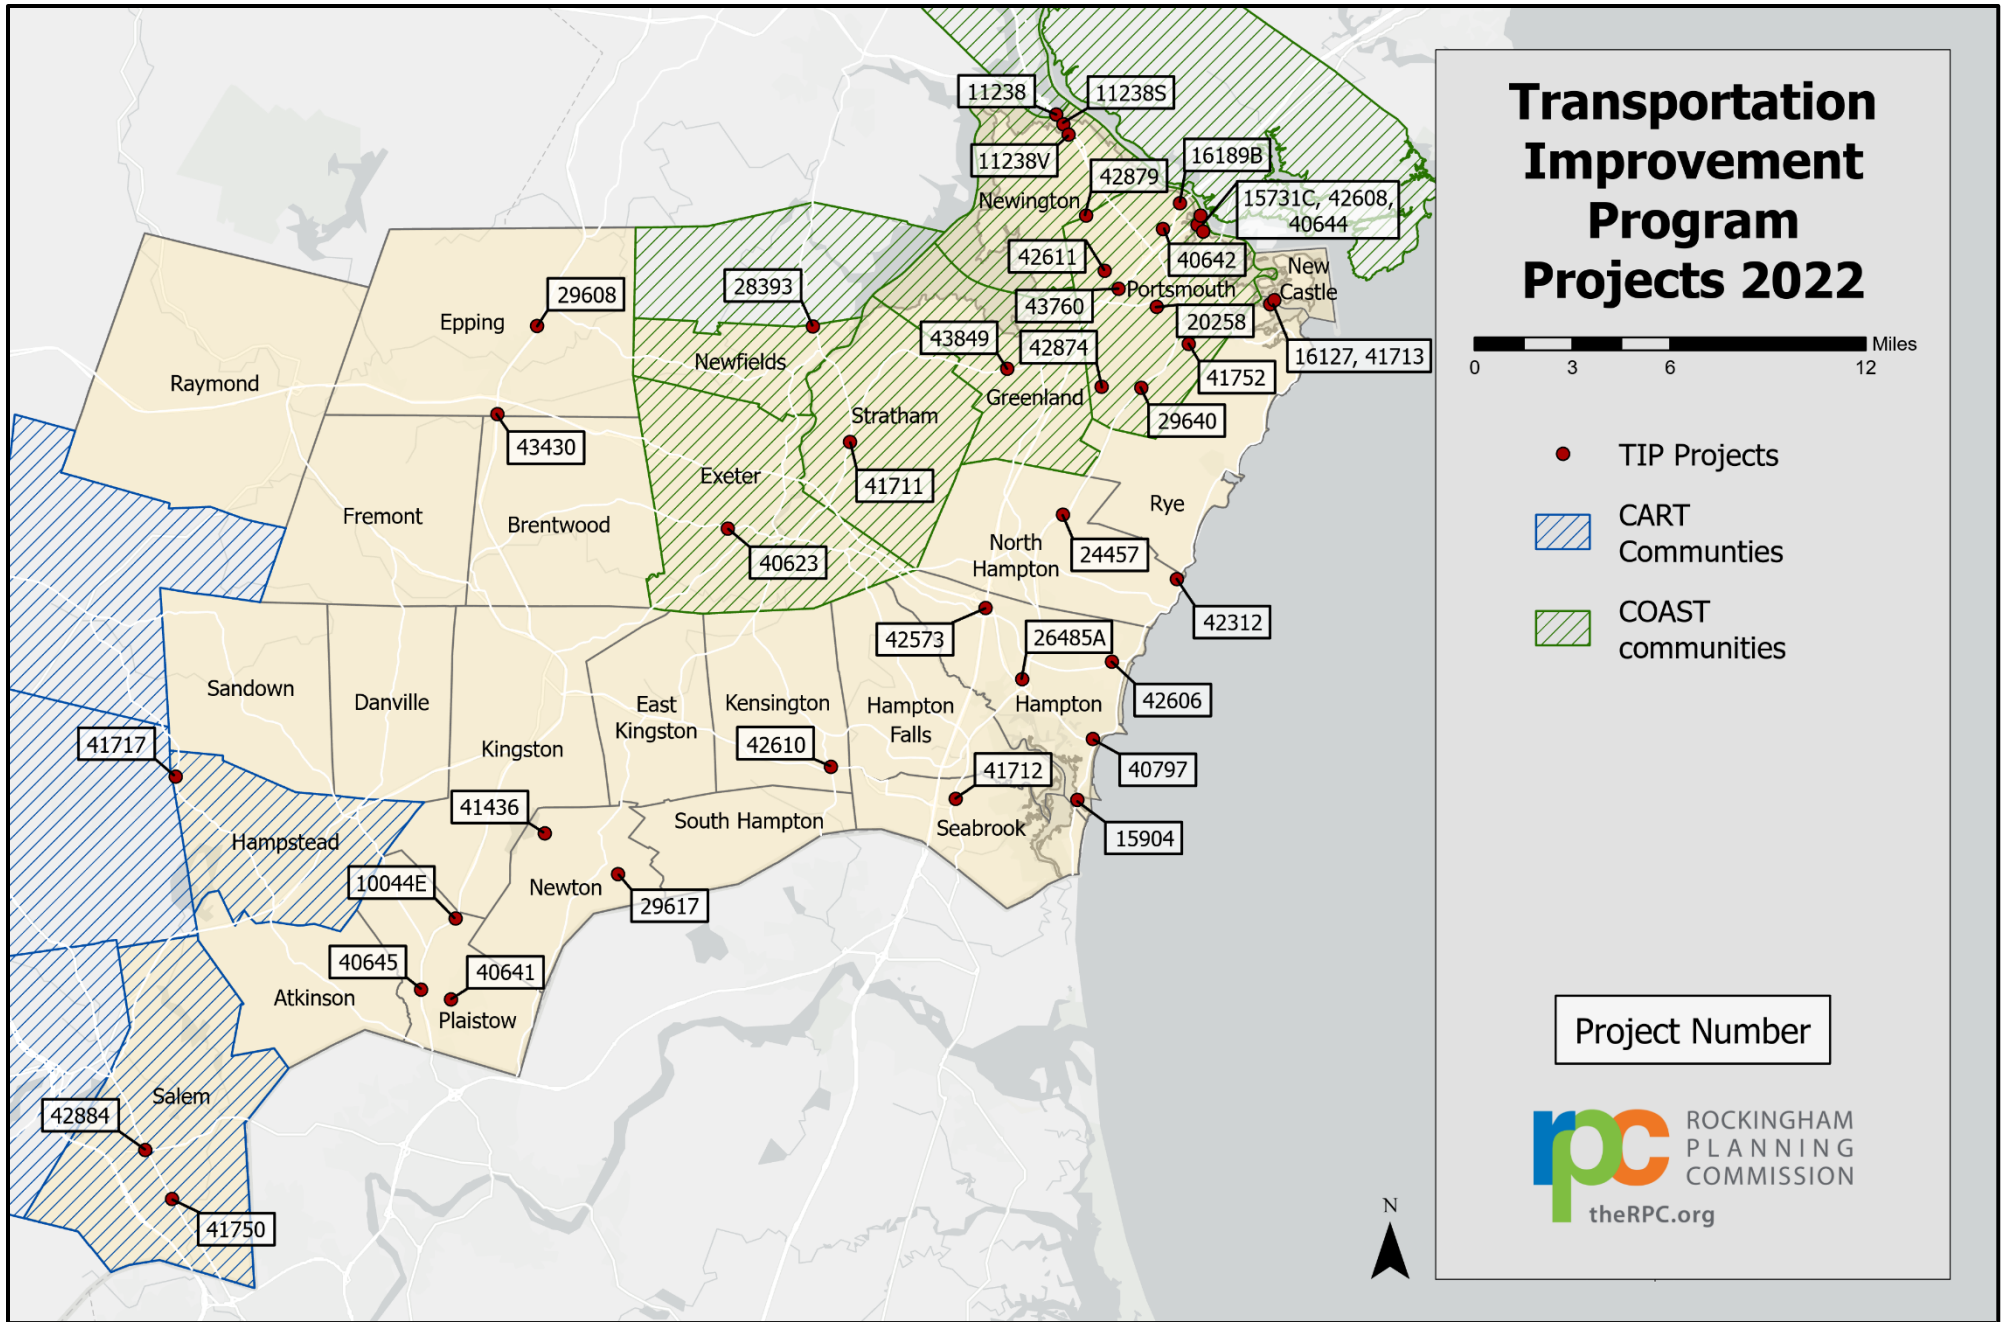 Transportation
Improvement
Program
Projects 2022
Miles
0 3 6 12
TIP Projects
CART
Communties
COAST
communities
Project Number
rpc
ROCKINGHAM
PLANNING
COMMISSION
theRPC.org
N
11238
11238S
11238V
16189B
42879
15731C, 42608,
40644
Newington
42611
40642
New
Castle
28393
29608
43760
Portsmouth
20258
Epping
43849
42874
16127, 41713
Newfields
41752
Raymond
Greenland
Stratham
29640
43430
Exeter
41711
Rye
Fremont
Brentwood
North
Hampton
24457
40623
42312
42573
26485A
Sandown
Danville
East
Kingston
Kensington
Hampton
Falls
Hampton
42606
41717
Kingston
42610
41712
40797
41436
Hampstead
South Hampton
Seabrook
15904
10044E
Newton
29617
40645
40641
Atkinson
Plaistow
Salem
42884
41750